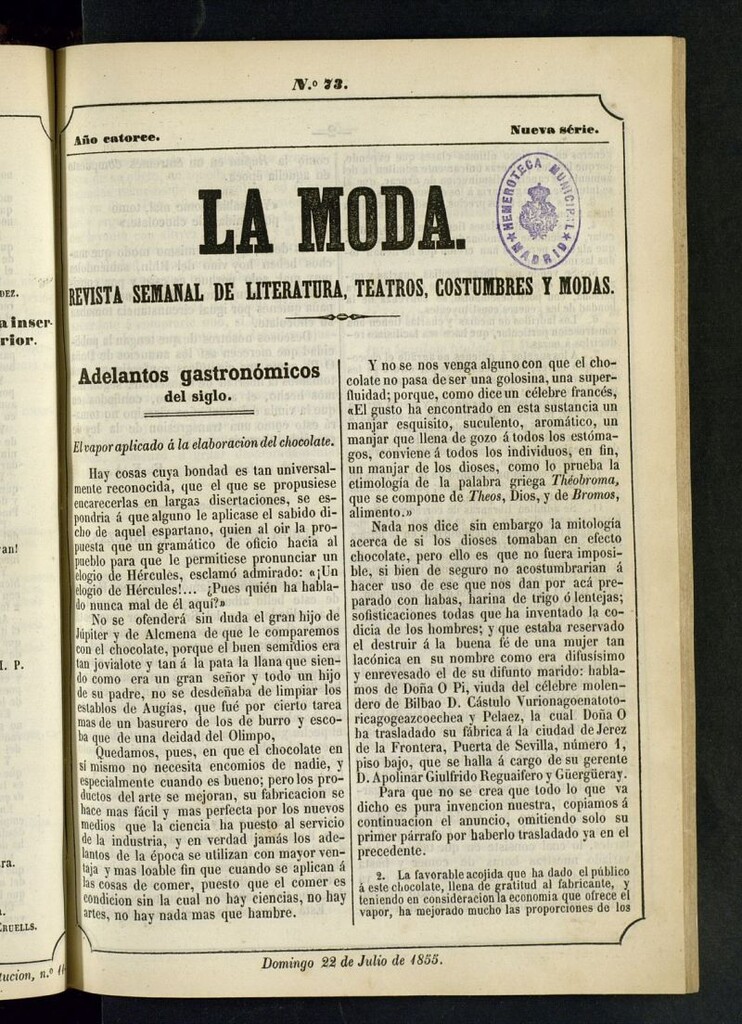 N.º 73.
Año catorce.
Nueva série.
LA MODA.
HEMEROTECA MUNICIPAL
MADRID
REVISTA SEMANAL DE LITERATURA, TEATROS, COSTUMBRES Y MODAS.
Adelantos gastronómicos
del siglo.
El vapor aplicado á la elaboracion del chocolate.
Hay cosas cuya bondad es tan universal-
mente reconocida, que el que se propusiese
encarecerlas en largas disertaciones, se es-
pondria á que alguno le aplicase el sabido di-
cho de aquel espartano, quien al oir la pro-
puesta que un gramático de oficio hacia al
pueblo para que le permitiese pronunciar un
elogio de Hércules, esclamó admirado: «¡Un
elogio de Hércules!... ¿Pues quién ha habla-
do nunca mal de él aquí?»
No se ofenderá sin duda el gran hijo de
Júpiter y de Alcmena de que le comparemos
con el chocolate, porque el buen semidios era
tan jovialote y tan á la pata la llana que sien-
do como era un gran señor y todo un hijo
de su padre, no se desdeñaba de limpiar los
establos de Augías, que fué por cierto tarea
mas de un basurero de los de burro y esco-
ba que de una deidad del Olimpo,
Quedamos, pues, en que el chocolate en
si mismo no necesita encomios de nadie, y
especialmente cuando es bueno; pero los pro-
ductos del arte se mejoran, su fabricacion se
hace mas fácil y mas perfecta por los nuevos
medios que la ciencia ha puesto al servicio
de la industria, y en verdad jamás los ade-
lantos de la época se utilizan con mayor ven-
taja y mas loable fin que cuando se aplican á
las cosas de comer, puesto que el comer es
condicion sin la cual no hay ciencias, no hay
artes, no hay nada mas que hambre.
Y no se nos venga alguno con que el cho-
colate no pasa de ser una golosina, una super-
fluidad; porque, como dice un célebre francés,
«El gusto ha encontrado en esta sustancia un
manjar esquisito, suculento, aromático, un
manjar que llena de gozo á todos los estóma-
gos, conviene á todos los individuos, en fin,
un manjar de los dioses, como lo prueba la
etimología de la palabra griega Théobroma,
que se compone de Theos, Dios, y de Bromos,
alimento.»
Nada nos dice sin embargo la mitología
acerca de si los dioses tomaban en efecto
chocolate, pero ello es que no fuera imposi-
ble, si bien de seguro no acostumbrarian á
hacer uso de ese que nos dan por acá pre-
parado con habas, harina de trigo ó lentejas;
sofisticaciones todas que ha inventado la co-
dicia de los hombres; y que estaba reservado
el destruir á la buena fé de una mujer tan
lacónica en su nombre como era difusísimo
y enrevesado el de su difunto marido: habla-
mos de Doña O Pi, viuda del célebre molen-
dero de Bilbao D. Cástulo Vurionagoenatoto-
ricagogeazcoechea y Pelaez, la cual Doña O
ha trasladado su fábrica á la ciudad de Jerez
de la Frontera, Puerta de Sevilla, número 1,
piso bajo, que se halla á cargo de su gerente
D. Apolinar Giulfrido Reguaifero y Güergüeray.
Para que no se crea que todo lo que va
dicho es pura invencion nuestra, copiamos á
continuacion el anuncio, omitiendo solo su
primer párrafo por haberlo trasladado ya en el
precedente.
2. La favorable acojida que ha dado el público
á este chocolate, llena de gratitud al fabricante, y
teniendo en consideracion la economia que ofrece el
vapor, ha mejorado mucho las proporciones de los
Domingo 22 de Julio de 1855.
DEZ.
a inser-
rior.
an!
I. P.
ra.
CRUELLS.
tucion, n.º 11